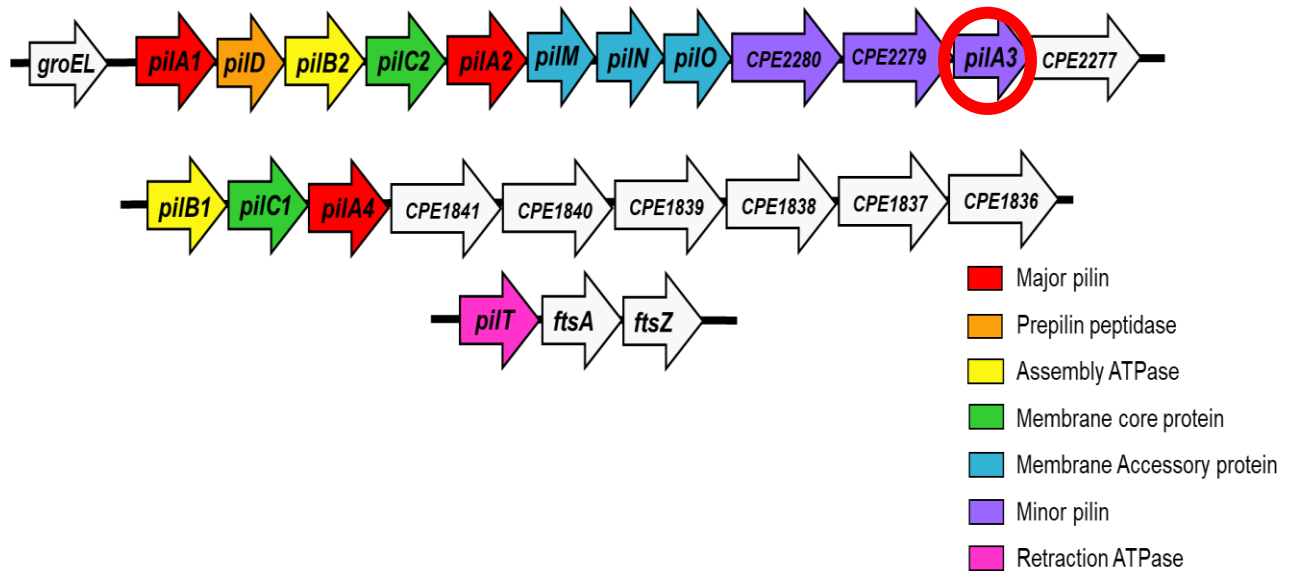 groEL pilA1 pilD pilB2 pilC2 pilA2 pilM pilN pilO CPE2280 CPE2279 pilA3 CPE2277
pilB1 pilC1 pilA4 CPE1841 CPE1840 CPE1839 CPE1838 CPE1837 CPE1836
pilT ftsA ftsZ
Major pilin
Prepilin peptidase
Assembly ATPase
Membrane core protein
Membrane Accessory protein
Minor pilin
Retraction ATPase